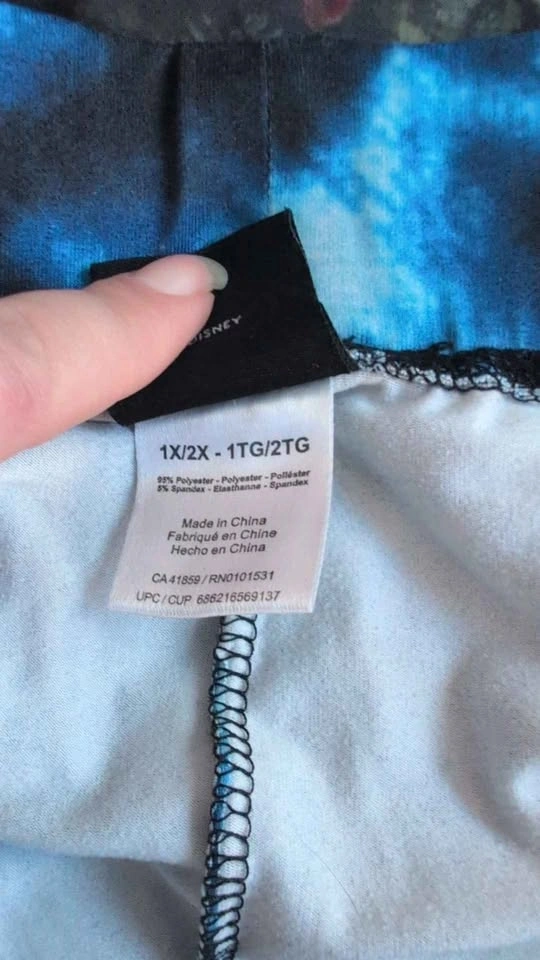 DISNEY
1X/2X - 1TG/2TG
95% Polyester - Polyester - Poliéster
5% Spandex - Elasthanne - Spandex
Made in China
Fabriqué en Chine
Hecho en China
CA 41859 / RN0101531
UPC / CUP 686216569137